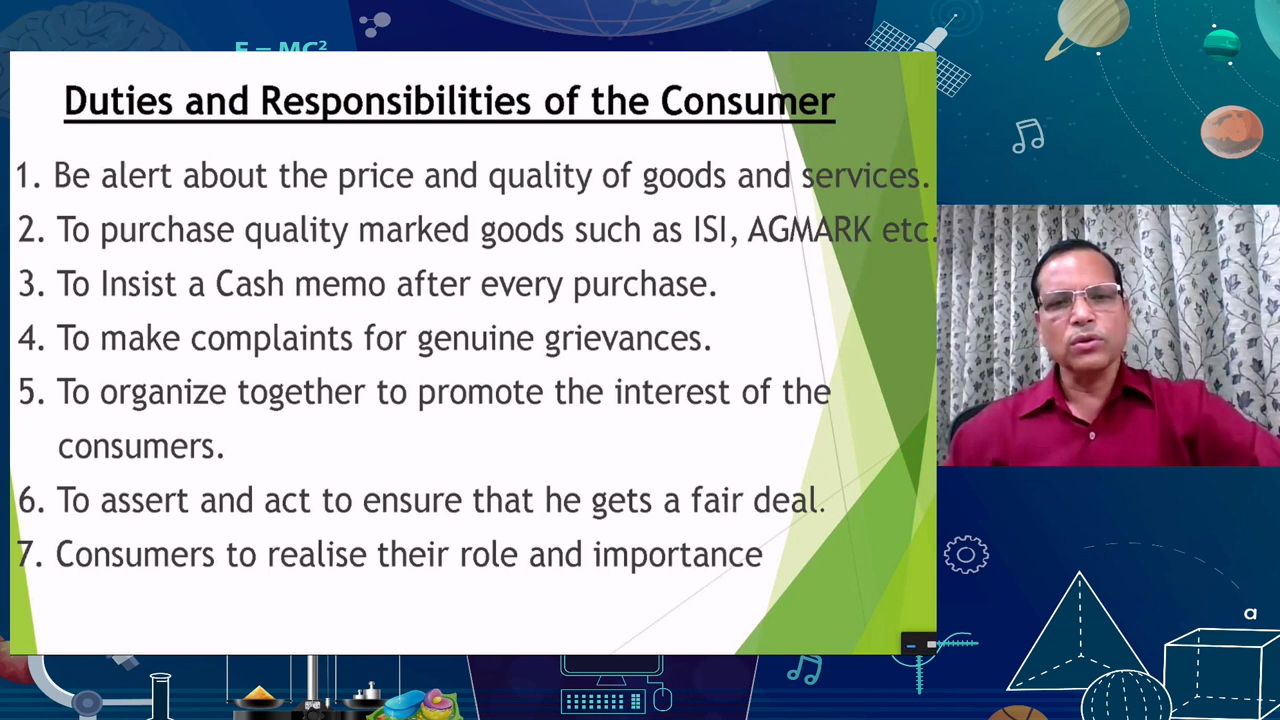 E = MC²
Duties and Responsibilities of the Consumer
1. Be alert about the price and quality of goods and services.
2. To purchase quality marked goods such as ISI, AGMARK etc.
3. To Insist a Cash memo after every purchase.
4. To make complaints for genuine grievances.
5. To organize together to promote the interest of the
consumers.
6. To assert and act to ensure that he gets a fair deal.
7. Consumers to realise their role and importance
a